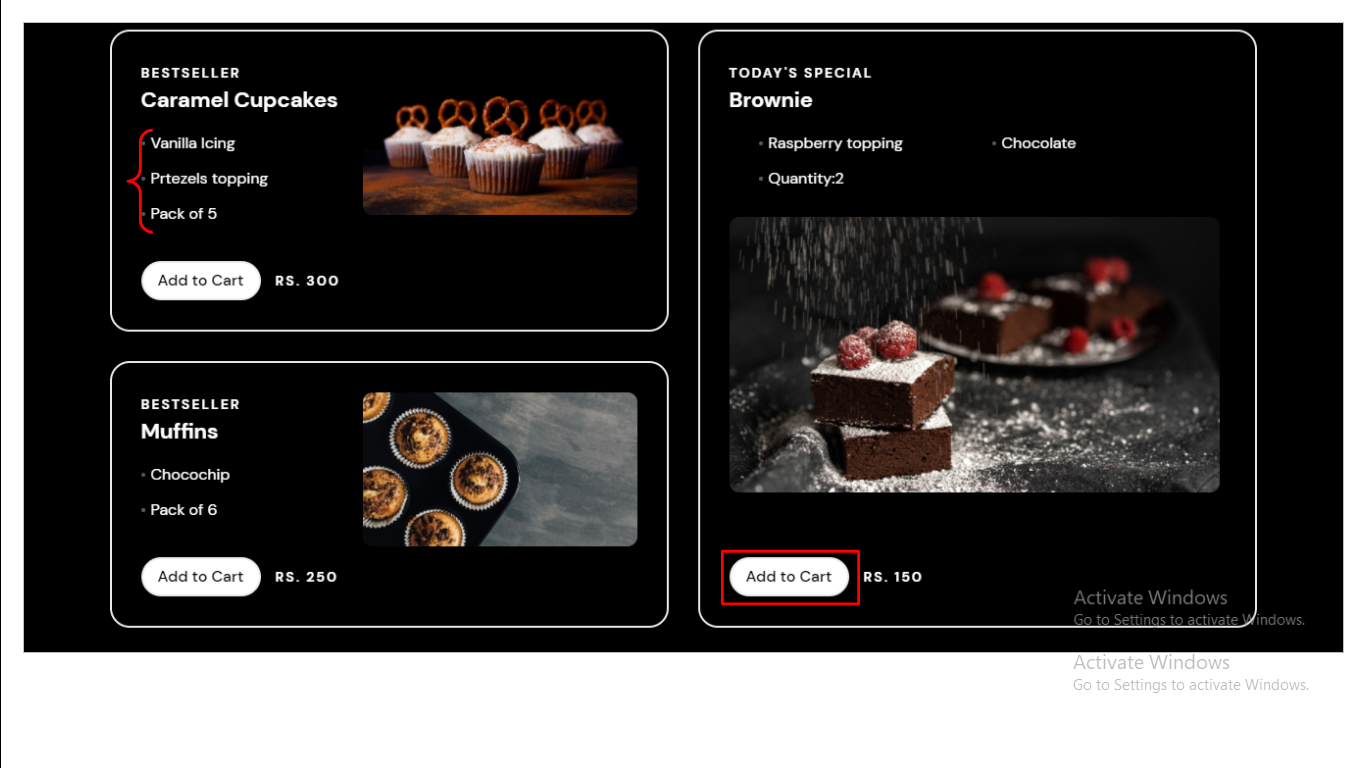 BESTSELLER
Caramel Cupcakes
• Vanilla Icing
• Prtezels topping
• Pack of 5
Add to Cart RS. 300
BESTSELLER
Muffins
• Chocochip
• Pack of 6
Add to Cart RS. 250
TODAY'S SPECIAL
Brownie
• Raspberry topping • Chocolate
• Quantity:2
Add to Cart RS. 150
Activate Windows
Go to Settings to activate Windows.
Activate Windows
Go to Settings to activate Windows.